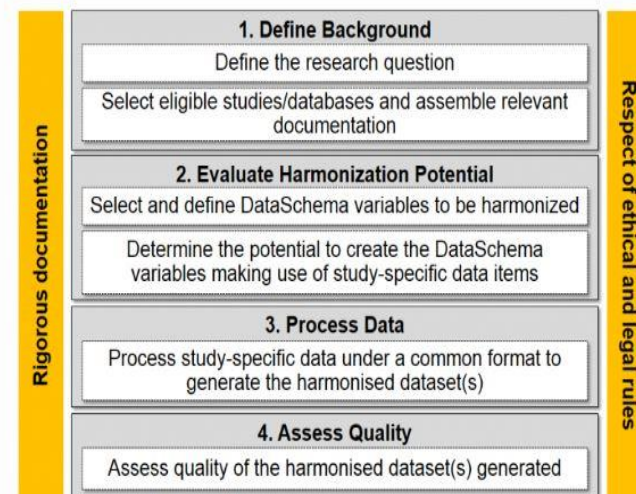 Rigorous documentation
1. Define Background
Define the research question
Select eligible studies/databases and assemble relevant
documentation
2. Evaluate Harmonization Potential
Select and define DataSchema variables to be harmonized
Determine the potential to create the DataSchema
variables making use of study-specific data items
3. Process Data
Process study-specific data under a common format to
generate the harmonised dataset(s)
4. Assess Quality
Assess quality of the harmonised dataset(s) generated
Respect of ethical and legal rules